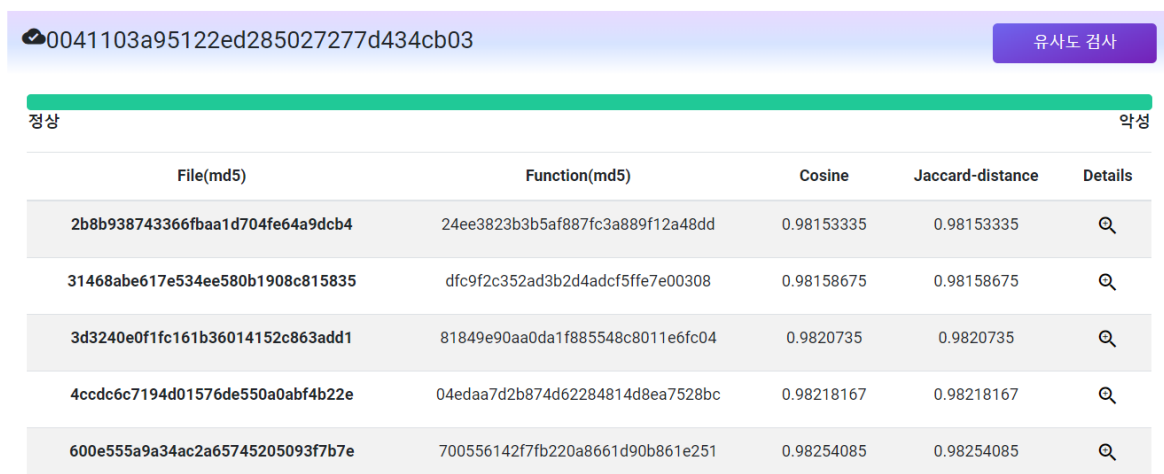 0041103a95122ed285027277d434cb03 유사도 검사
정상 악성
File(md5) Function(md5) Cosine Jaccard-distance Details
2b8b938743366fbaa1d704fe64a9dcb4 24ee3823b3b5af887fc3a889f12a48dd 0.98153335 0.98153335
31468abe617e534ee580b1908c815835 dfc9f2c352ad3b2d4adcf5ffe7e00308 0.98158675 0.98158675
3d3240e0f1fc161b36014152c863add1 81849e90aa0da1f885548c8011e6fc04 0.9820735 0.9820735
4ccdc6c7194d01576de550a0abf4b22e 04edaa7d2b874d62284814d8ea7528bc 0.98218167 0.98218167
600e555a9a34ac2a65745205093f7b7e 700556142f7fb220a8661d90b861e251 0.98254085 0.98254085